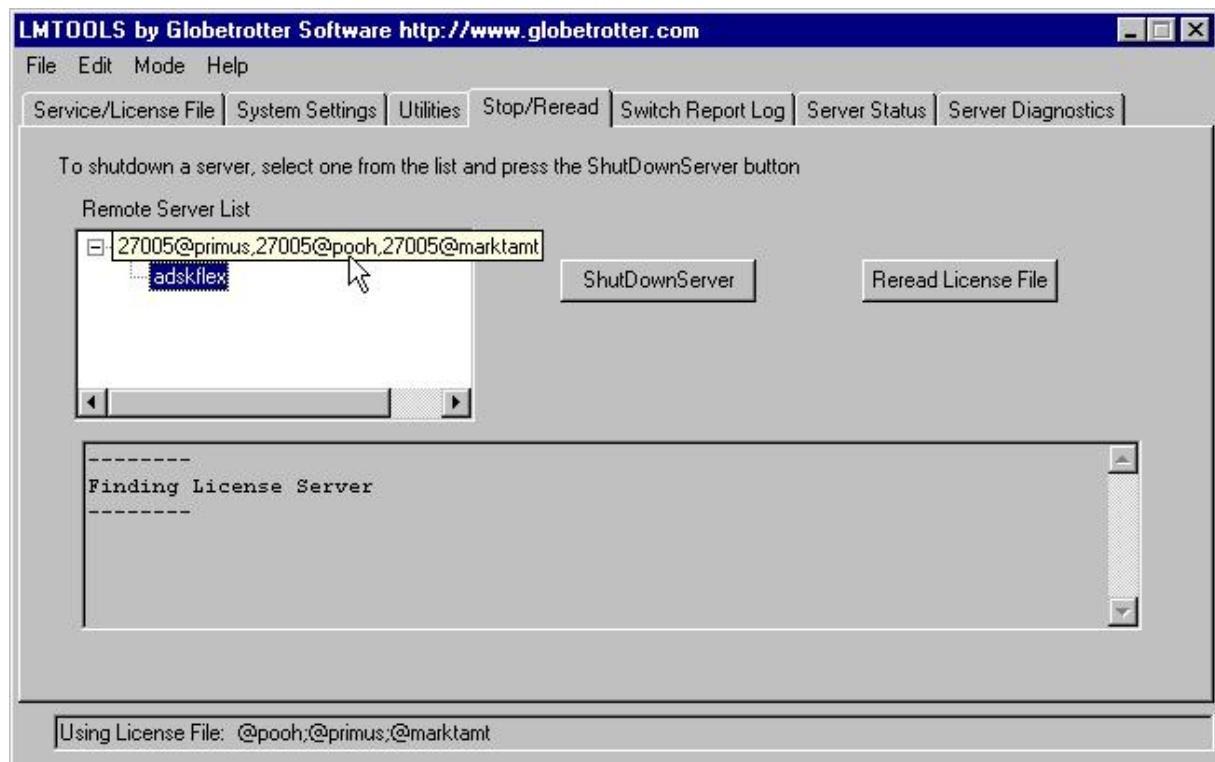 LMTOOLS by Globetrotter Software http://www.globetrotter.com
File Edit Mode Help
Service/License File System Settings Utilities Stop/Reread Switch Report Log Server Status Server Diagnostics
To shutdown a server, select one from the list and press the ShutDownServer button
Remote Server List
27005@primus,27005@pooh,27005@marktamt
adskflex
ShutDownServer Reread License File
--------
Finding License Server
--------
Using License File: @pooh;@primus;@marktamt